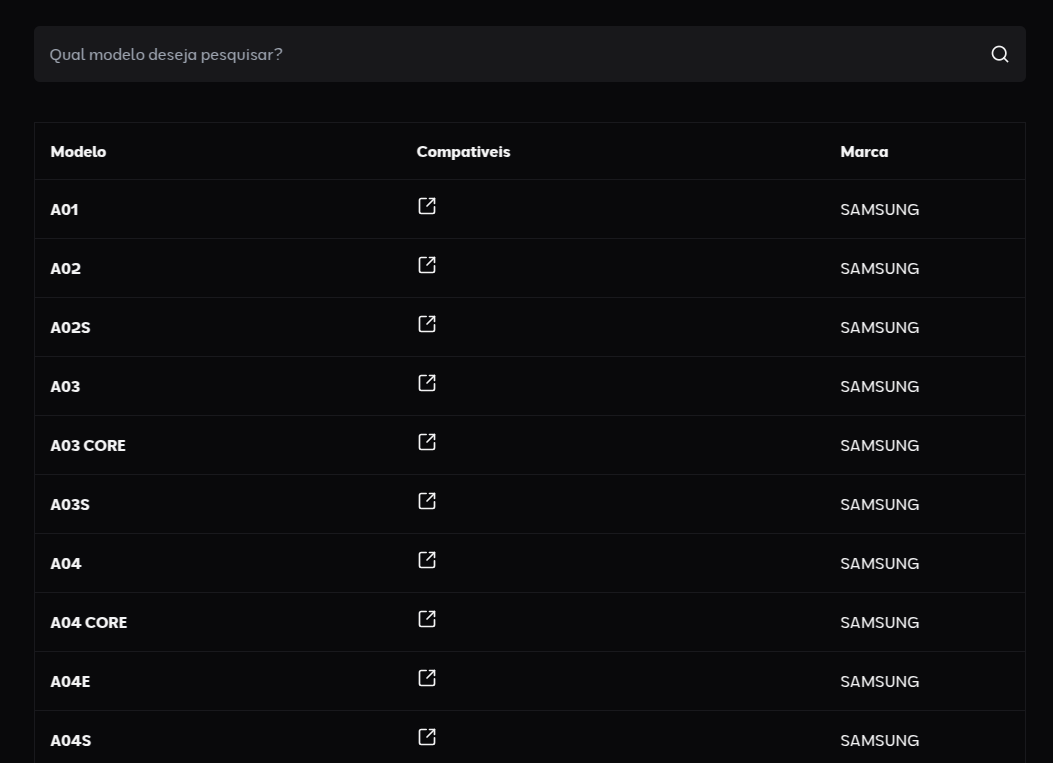 Qual modelo deseja pesquisar?
Modelo Compativeis Marca
A01 SAMSUNG
A02 SAMSUNG
A02S SAMSUNG
A03 SAMSUNG
A03 CORE SAMSUNG
A03S SAMSUNG
A04 SAMSUNG
A04 CORE SAMSUNG
A04E SAMSUNG
A04S SAMSUNG